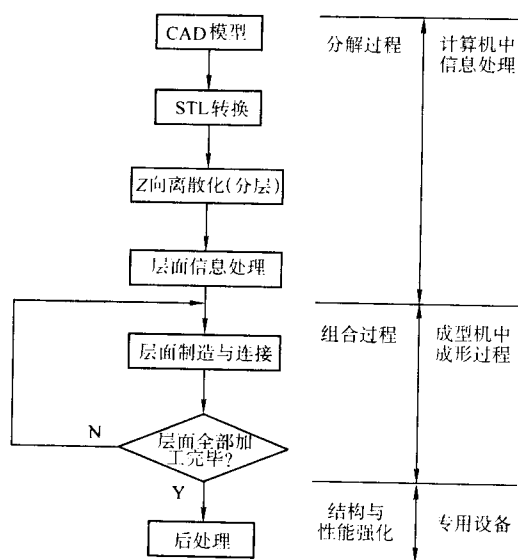 CAD模型
分解过程
计算机中
信息处理
STL转换
Z向离散化(分层)
层面信息处理
组合过程
成型机中
成形过程
层面制造与连接
N
层面全部加
工完毕?
Y
结构与
性能强化
专用设备
后处理